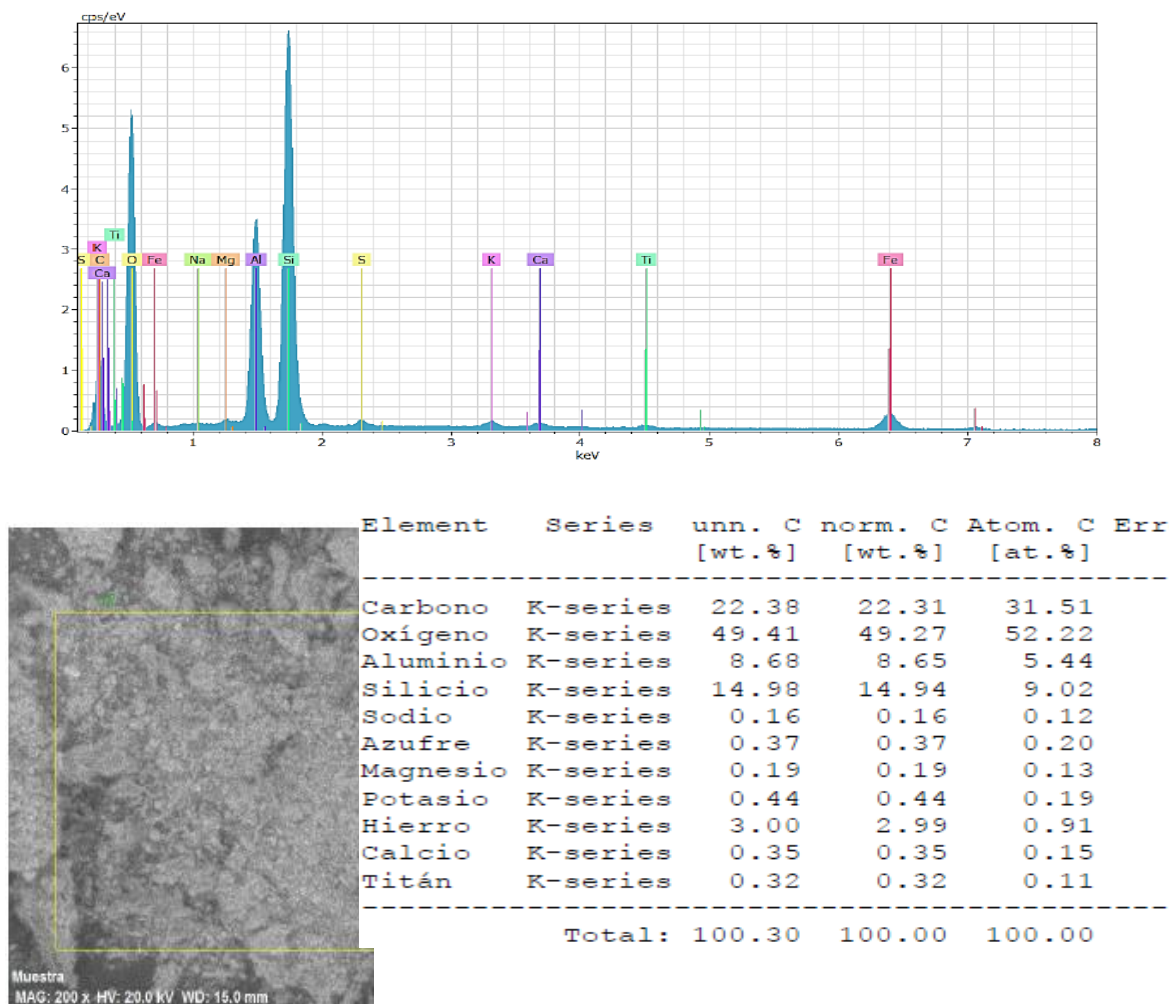 cps/eV
6
5
4
3
2
1
0
Ti
K
S C O Fe Na Mg Al Si S K Ca Ti Fe
Ca
1 2 3 4 5 6 7 8
keV
Element Series unn. C norm. C Atom. C Err
[wt.%] [wt.%] [at.%]
Carbono K-series 22.38 22.31 31.51
Oxígeno K-series 49.41 49.27 52.22
Aluminio K-series 8.68 8.65 5.44
Silicio K-series 14.98 14.94 9.02
Sodio K-series 0.16 0.16 0.12
Azufre K-series 0.37 0.37 0.20
Magnesio K-series 0.19 0.19 0.13
Potasio K-series 0.44 0.44 0.19
Hierro K-series 3.00 2.99 0.91
Calcio K-series 0.35 0.35 0.15
Titán K-series 0.32 0.32 0.11
Total: 100.30 100.00 100.00
Muestra
MAG: 200 x HV: 20.0 kV WD: 15.0 mm